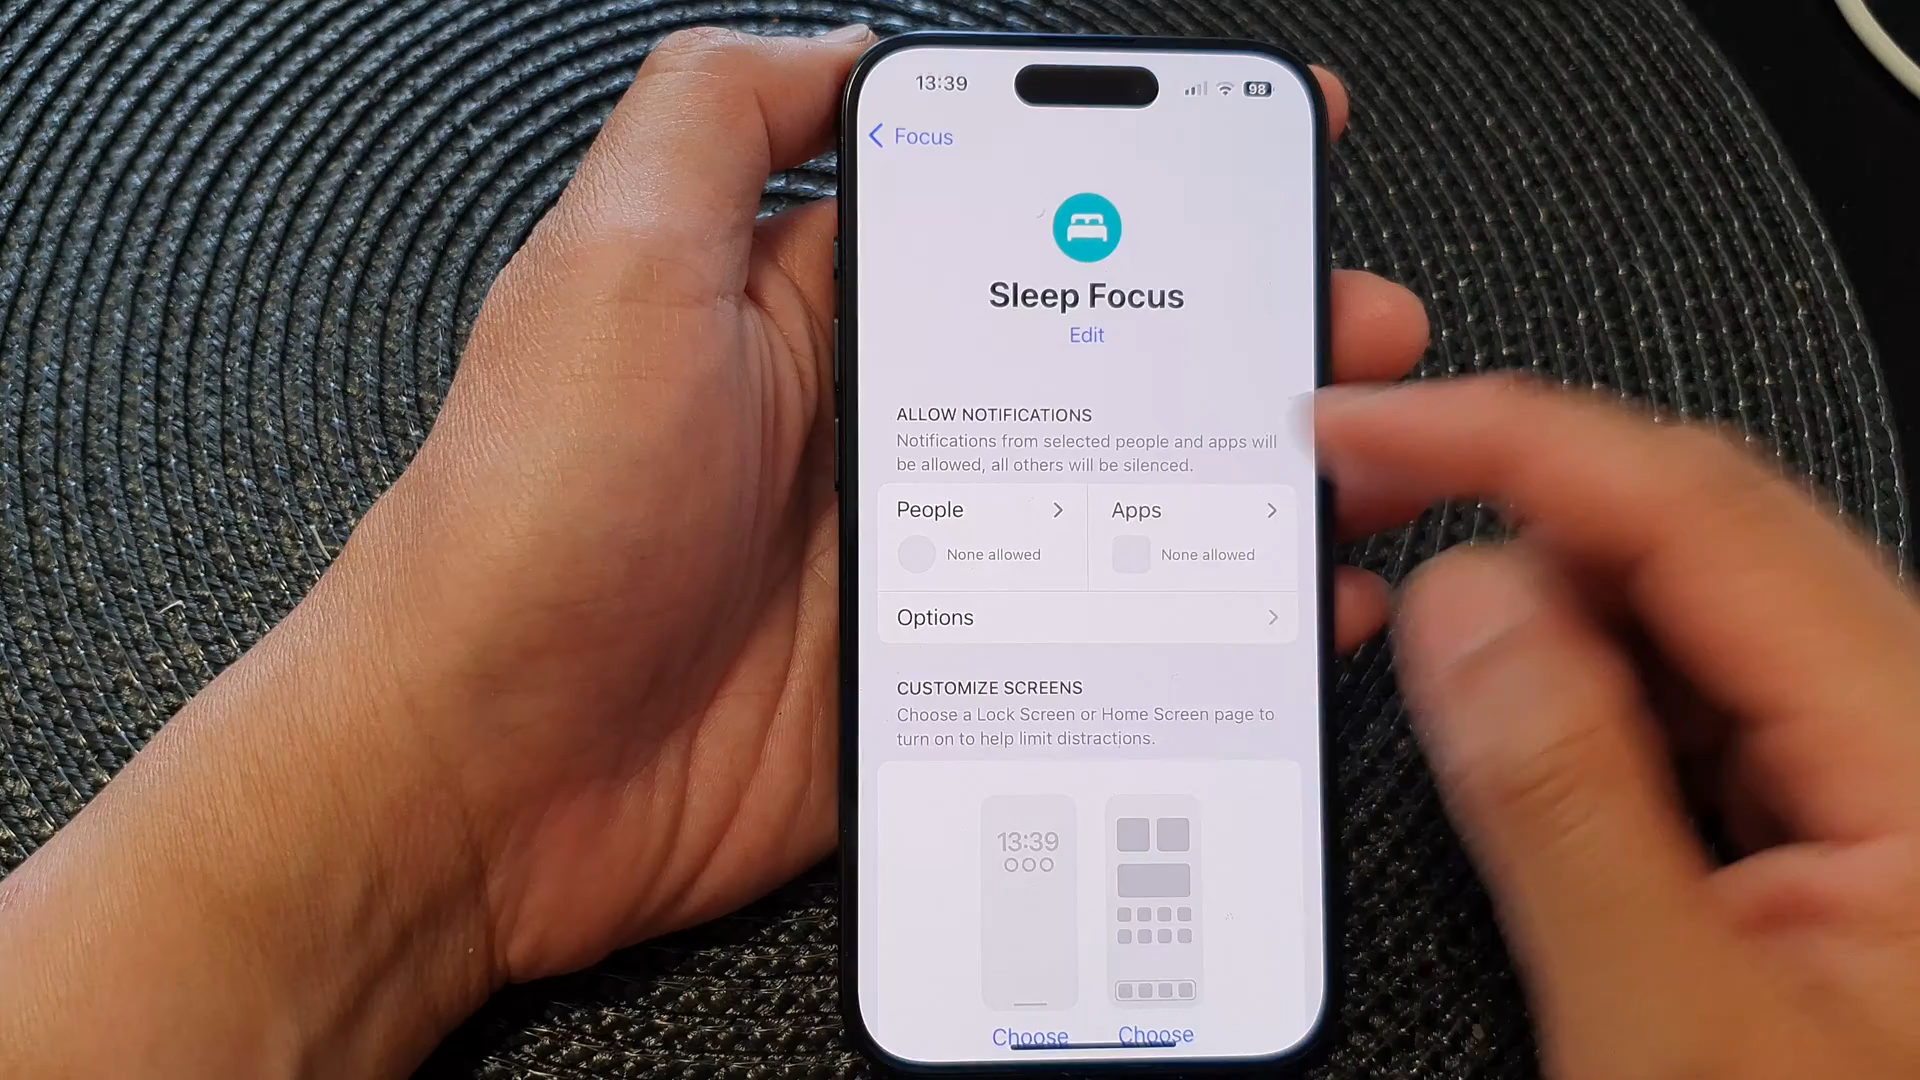 13:39
98
Focus
Sleep Focus
Edit
ALLOW NOTIFICATIONS
Notifications from selected people and apps will
be allowed, all others will be silenced.
People
Apps
None allowed
None allowed
Options
CUSTOMIZE SCREENS
Choose a Lock Screen or Home Screen page to
turn on to help limit distractions.
13:39
Choose
Choose